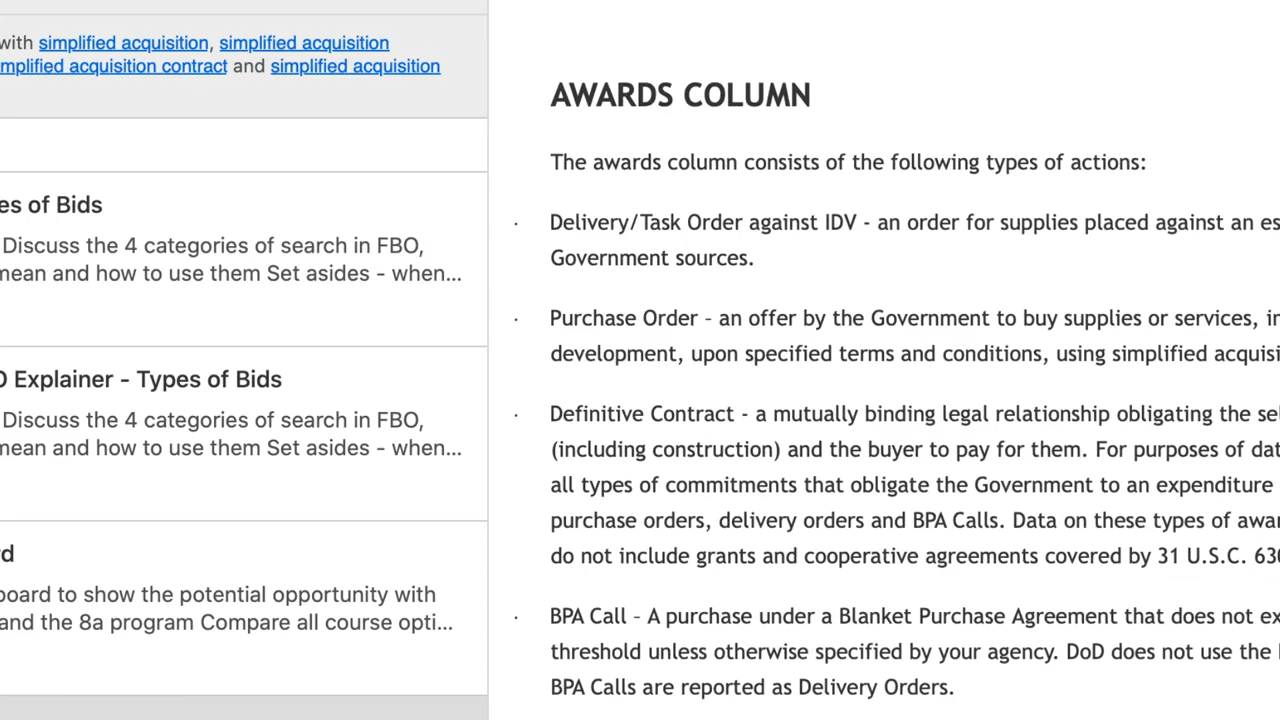 with simplified acquisition, simplified acquisition
simplified acquisition contract and simplified acquisition
es of Bids
Discuss the 4 categories of search in FBO,
mean and how to use them Set asides - when...
Explainer - Types of Bids
Discuss the 4 categories of search in FBO,
mean and how to use them Set asides - when...
board to show the potential opportunity with
and the 8a program Compare all course opti...
AWARDS COLUMN
The awards column consists of the following types of actions:
· Delivery/Task Order against IDV - an order for supplies placed against an es
Government sources.
· Purchase Order – an offer by the Government to buy supplies or services, in
development, upon specified terms and conditions, using simplified acquisi
· Definitive Contract - a mutually binding legal relationship obligating the sel
(including construction) and the buyer to pay for them. For purposes of dat
all types of commitments that obligate the Government to an expenditure
purchase orders, delivery orders and BPA Calls. Data on these types of awar
do not include grants and cooperative agreements covered by 31 U.S.C. 630
· BPA Call – A purchase under a Blanket Purchase Agreement that does not ex
threshold unless otherwise specified by your agency. DoD does not use the
BPA Calls are reported as Delivery Orders.